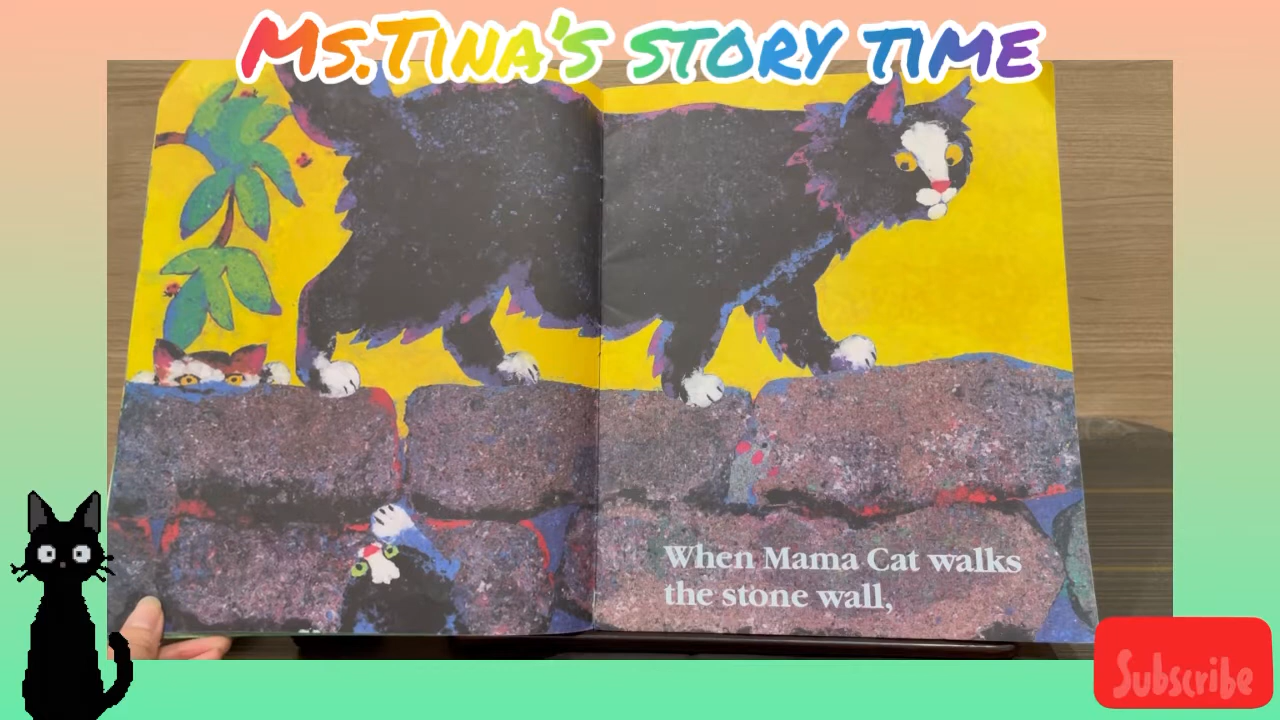 Ms.Tina's story time
When Mama Cat walks
the stone wall,
Subscribe